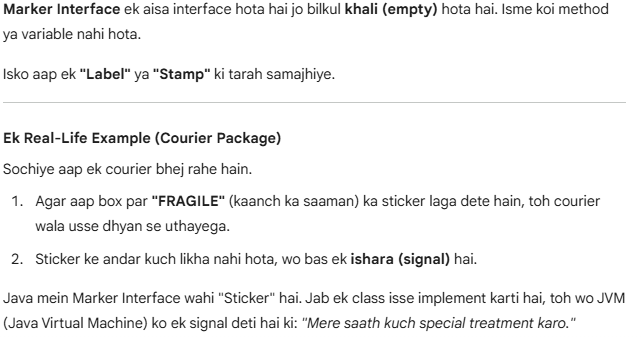 Marker Interface ek aisa interface hota hai jo bilkul khali (empty) hota hai. Isme koi method
ya variable nahi hota.
Isko aap ek "Label" ya "Stamp" ki tarah samajhiye.
Ek Real-Life Example (Courier Package)
Sochiye aap ek courier bhej rahe hain.
1. Agar aap box par "FRAGILE" (kaanch ka saaman) ka sticker laga dete hain, toh courier
wala usse dhyan se uthayega.
2. Sticker ke andar kuch likha nahi hota, wo bas ek ishara (signal) hai.
Java mein Marker Interface wahi "Sticker" hai. Jab ek class isse implement karti hai, toh wo JVM
(Java Virtual Machine) ko ek signal deti hai ki: "Mere saath kuch special treatment karo."